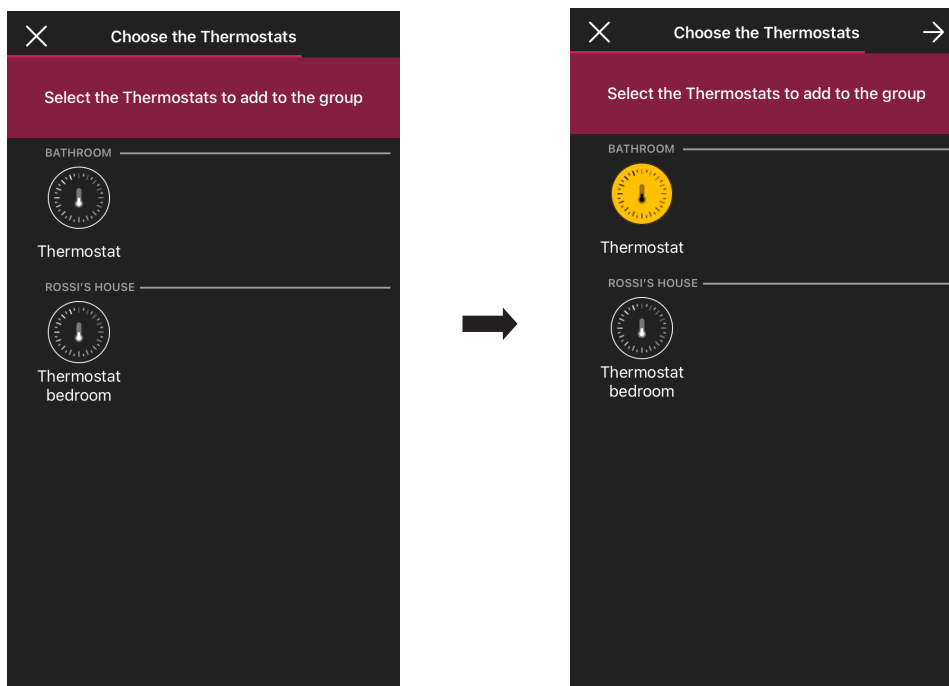 Choose the Thermostats
Select the Thermostats to add to the group
BATHROOM
Thermostat
ROSSI'S HOUSE
Thermostat
bedroom
Choose the Thermostats
Select the Thermostats to add to the group
BATHROOM
Thermostat
ROSSI'S HOUSE
Thermostat
bedroom